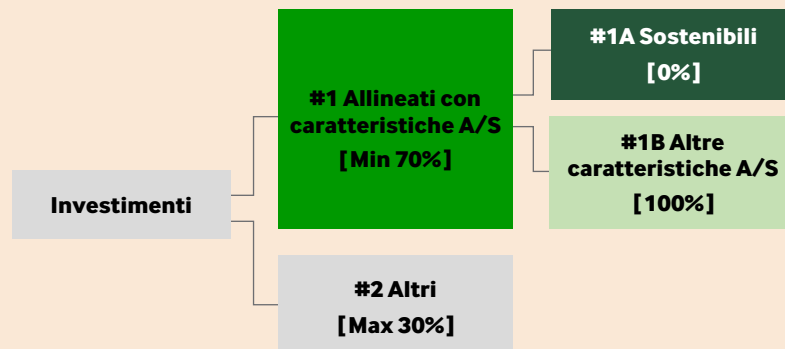 #1A Sostenibili
[0%]
#1 Allineati con
caratteristiche A/S
[Min 70%]
#1B Altre
caratteristiche A/S
[100%]
Investimenti
#2 Altri
[Max 30%]